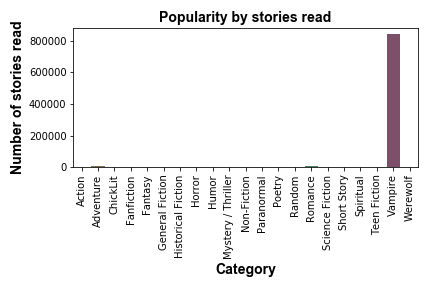 Popularity by stories read
Number of stories read
800000
600000
400000
200000
0
Action
Adventure
ChickLit
Fanfiction
Fantasy
General Fiction
Historical Fiction
Horror
Humor
Mystery / Thriller
Non-Fiction
Paranormal
Poetry
Random
Romance
Science Fiction
Short Story
Spiritual
Teen Fiction
Vampire
Werewolf
Category